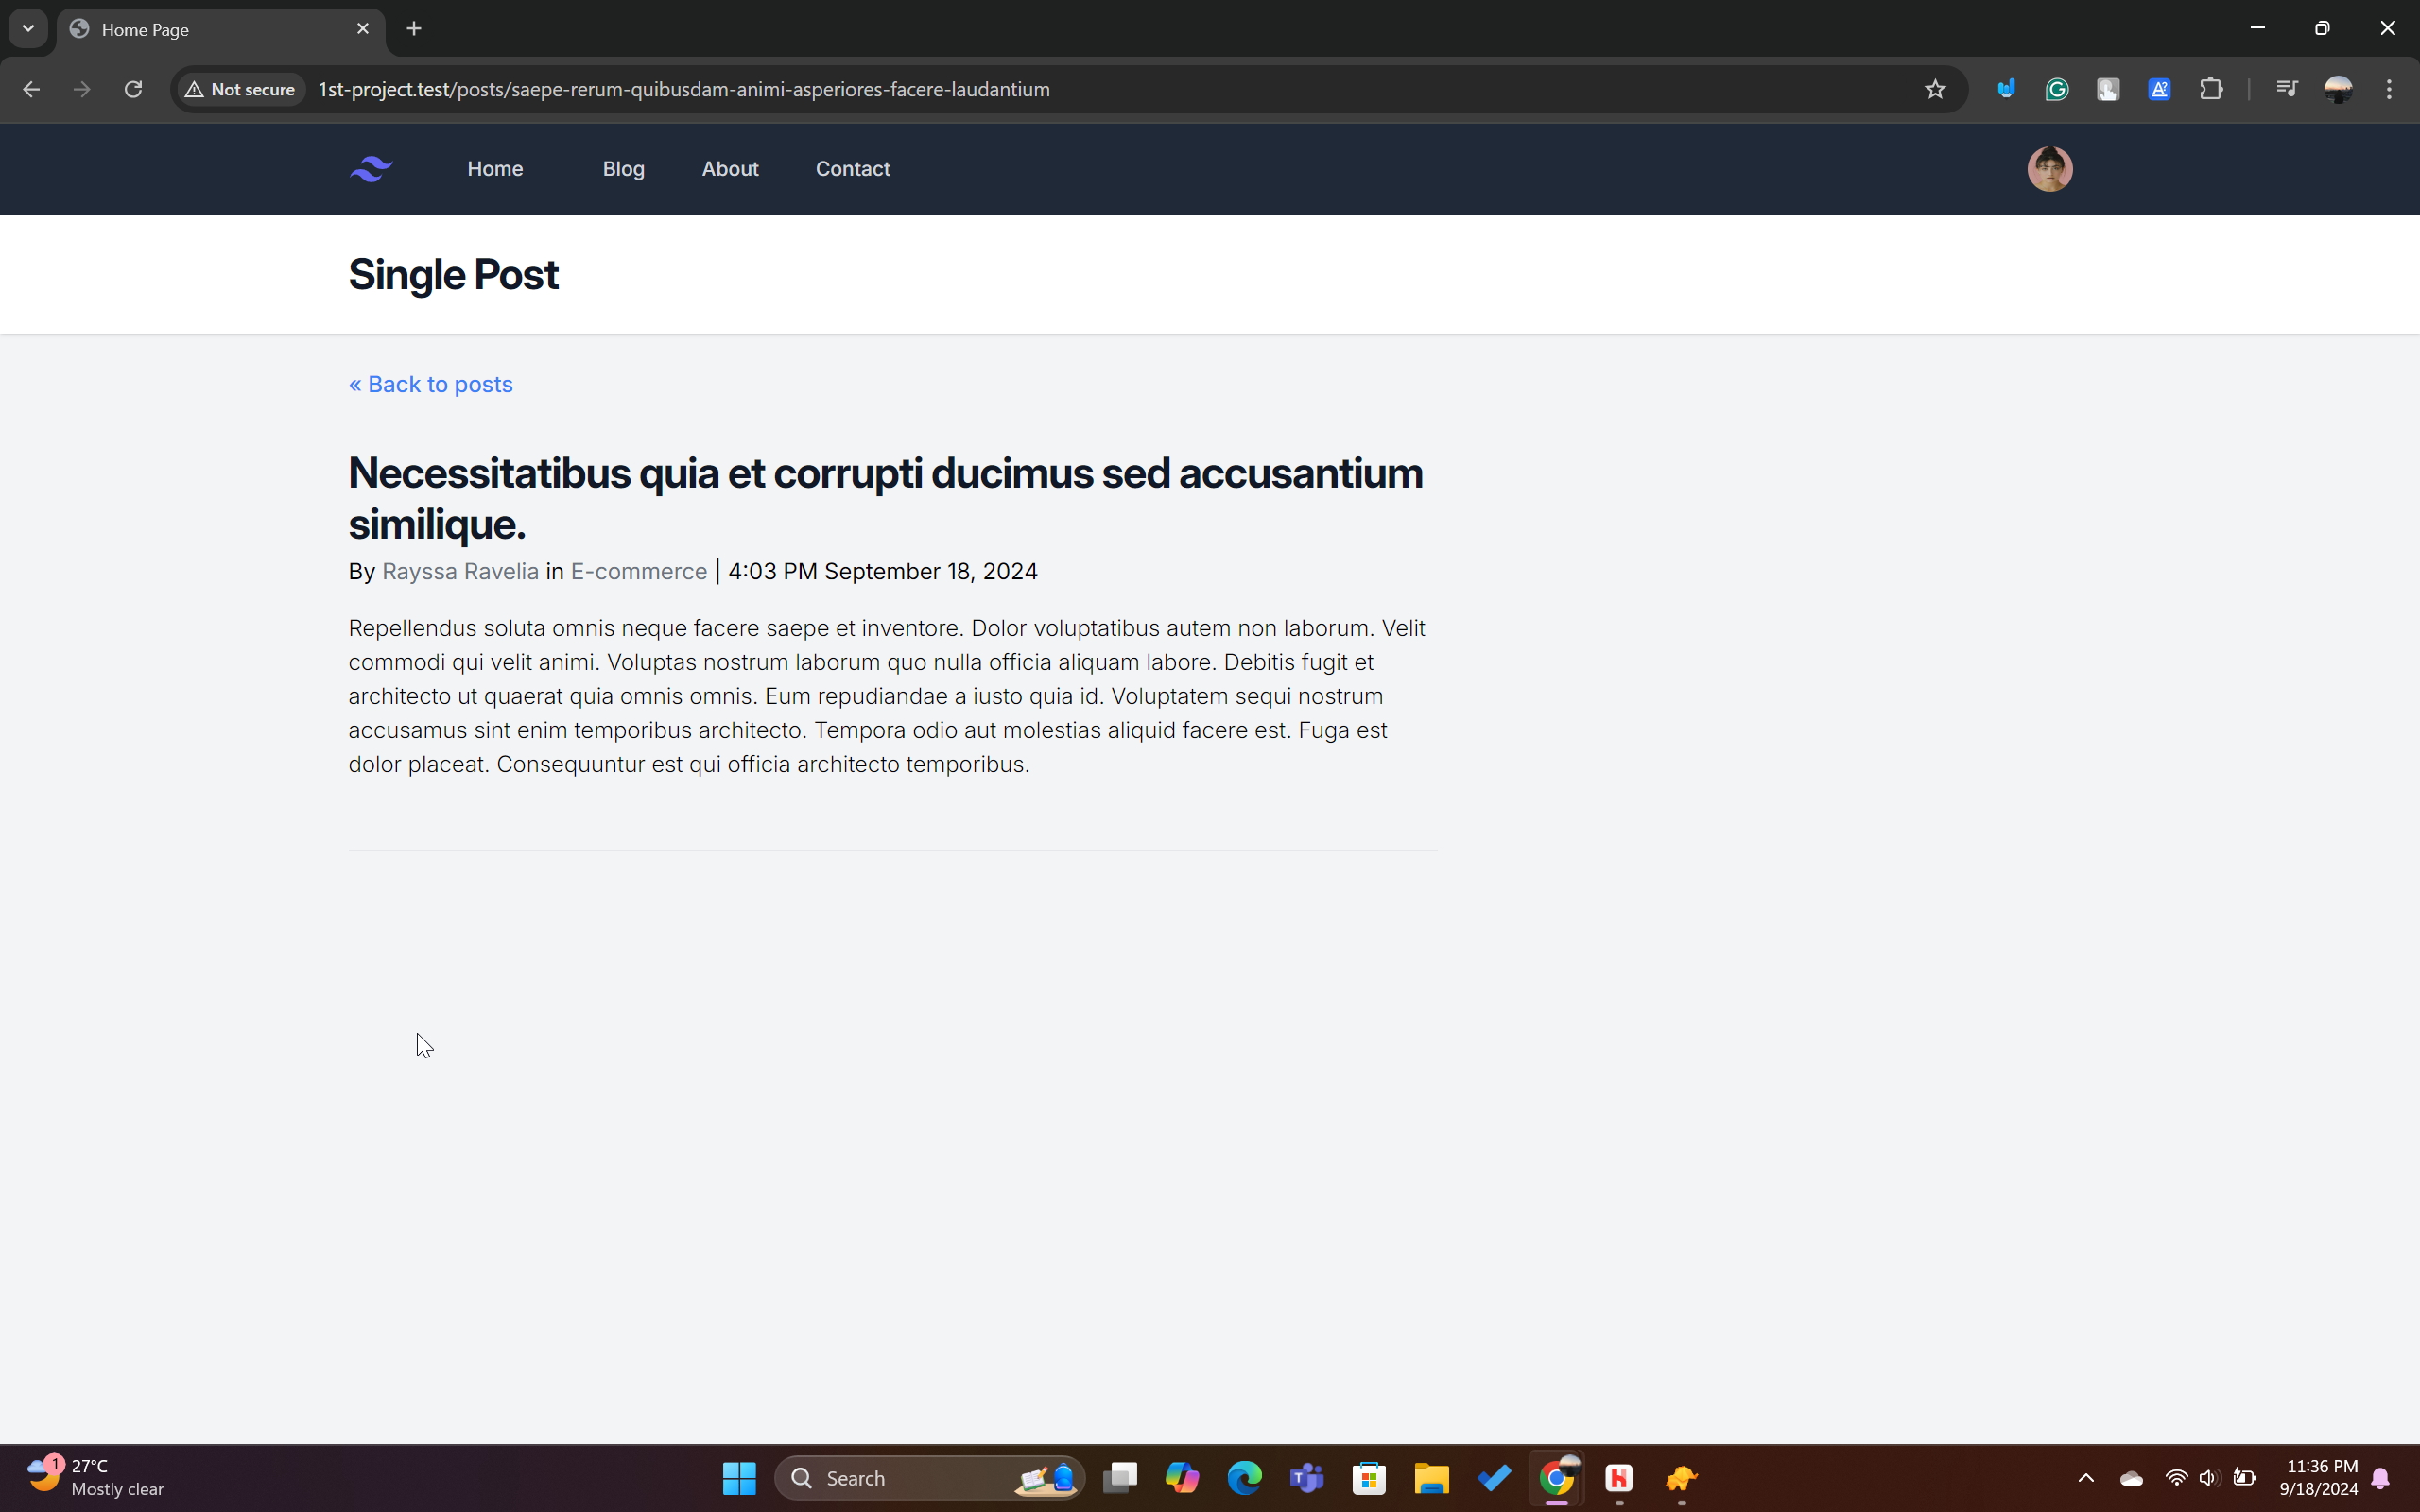 Home Page
Not secure
1st-project.test/posts/saepe-rerum-quibusdam-animi-asperiores-facere-laudantium
Home Blog About Contact
Single Post
« Back to posts
Necessitatibus quia et corrupti ducimus sed accusantium
similique.
By Rayssa Ravelia in E-commerce | 4:03 PM September 18, 2024
Repellendus soluta omnis neque facere saepe et inventore. Dolor voluptatibus autem non laborum. Velit
commodi qui velit animi. Voluptas nostrum laborum quo nulla officia aliquam labore. Debitis fugit et
architecto ut quaerat quia omnis omnis. Eum repudiandae a iusto quia id. Voluptatem sequi nostrum
accusamus sint enim temporibus architecto. Tempora odio aut molestias aliquid facere est. Fuga est
dolor placeat. Consequuntur est qui officia architecto temporibus.
1
27°C
Mostly clear
Search
11:36 PM
9/18/2024